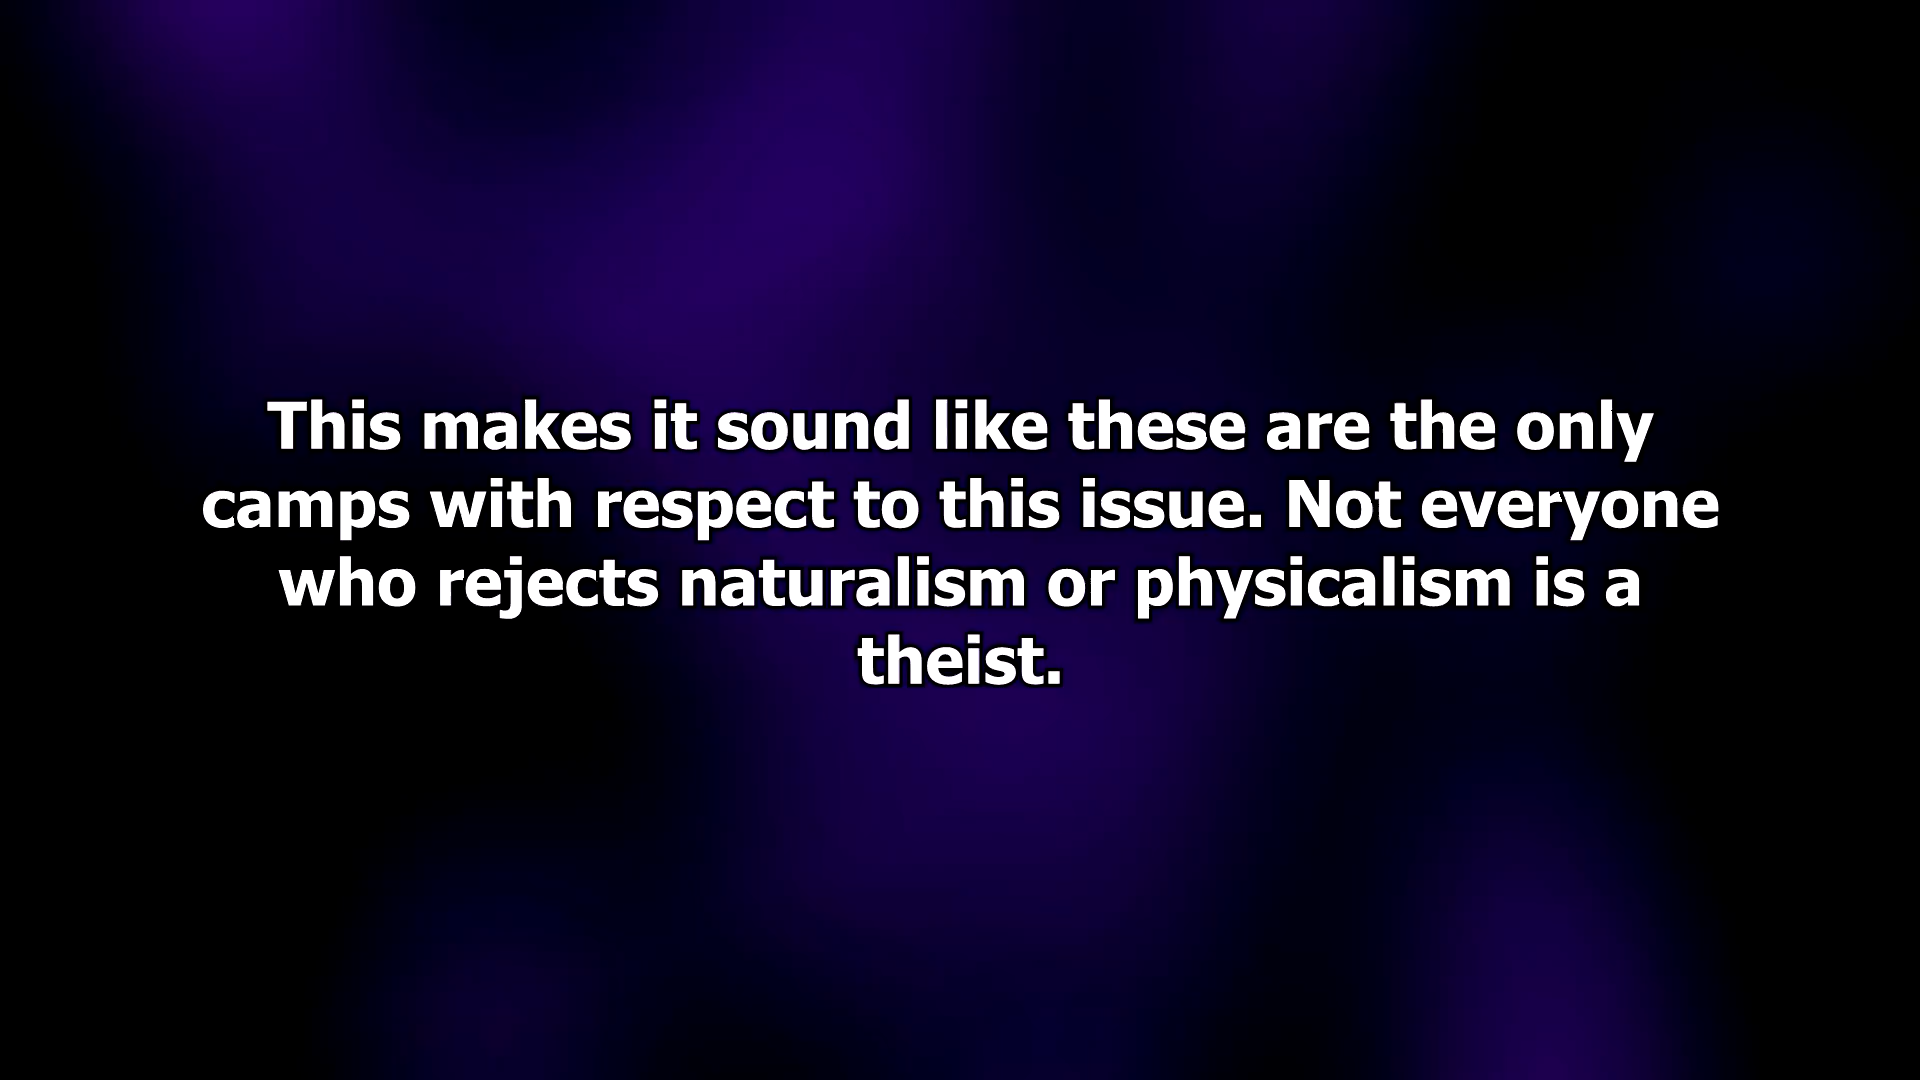 This makes it sound like these are the only
camps with respect to this issue. Not everyone
who rejects naturalism or physicalism is a
theist.